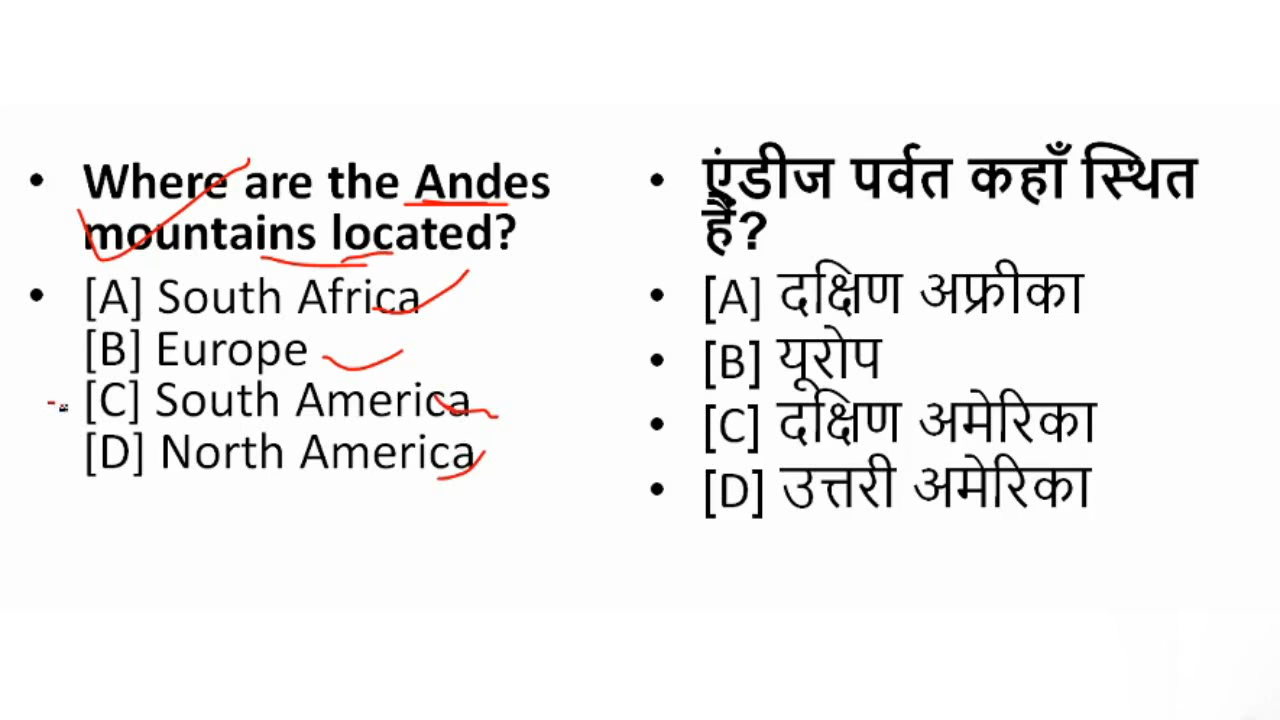 Where are the Andes
mountains located?
[A] South Africa
[B] Europe
[C] South America
[D] North America
एंडीज पर्वत कहाँ स्थित
हैं?
[A] दक्षिण अफ्रीका
[B] यूरोप
[C] दक्षिण अमेरिका
[D] उत्तरी अमेरिका